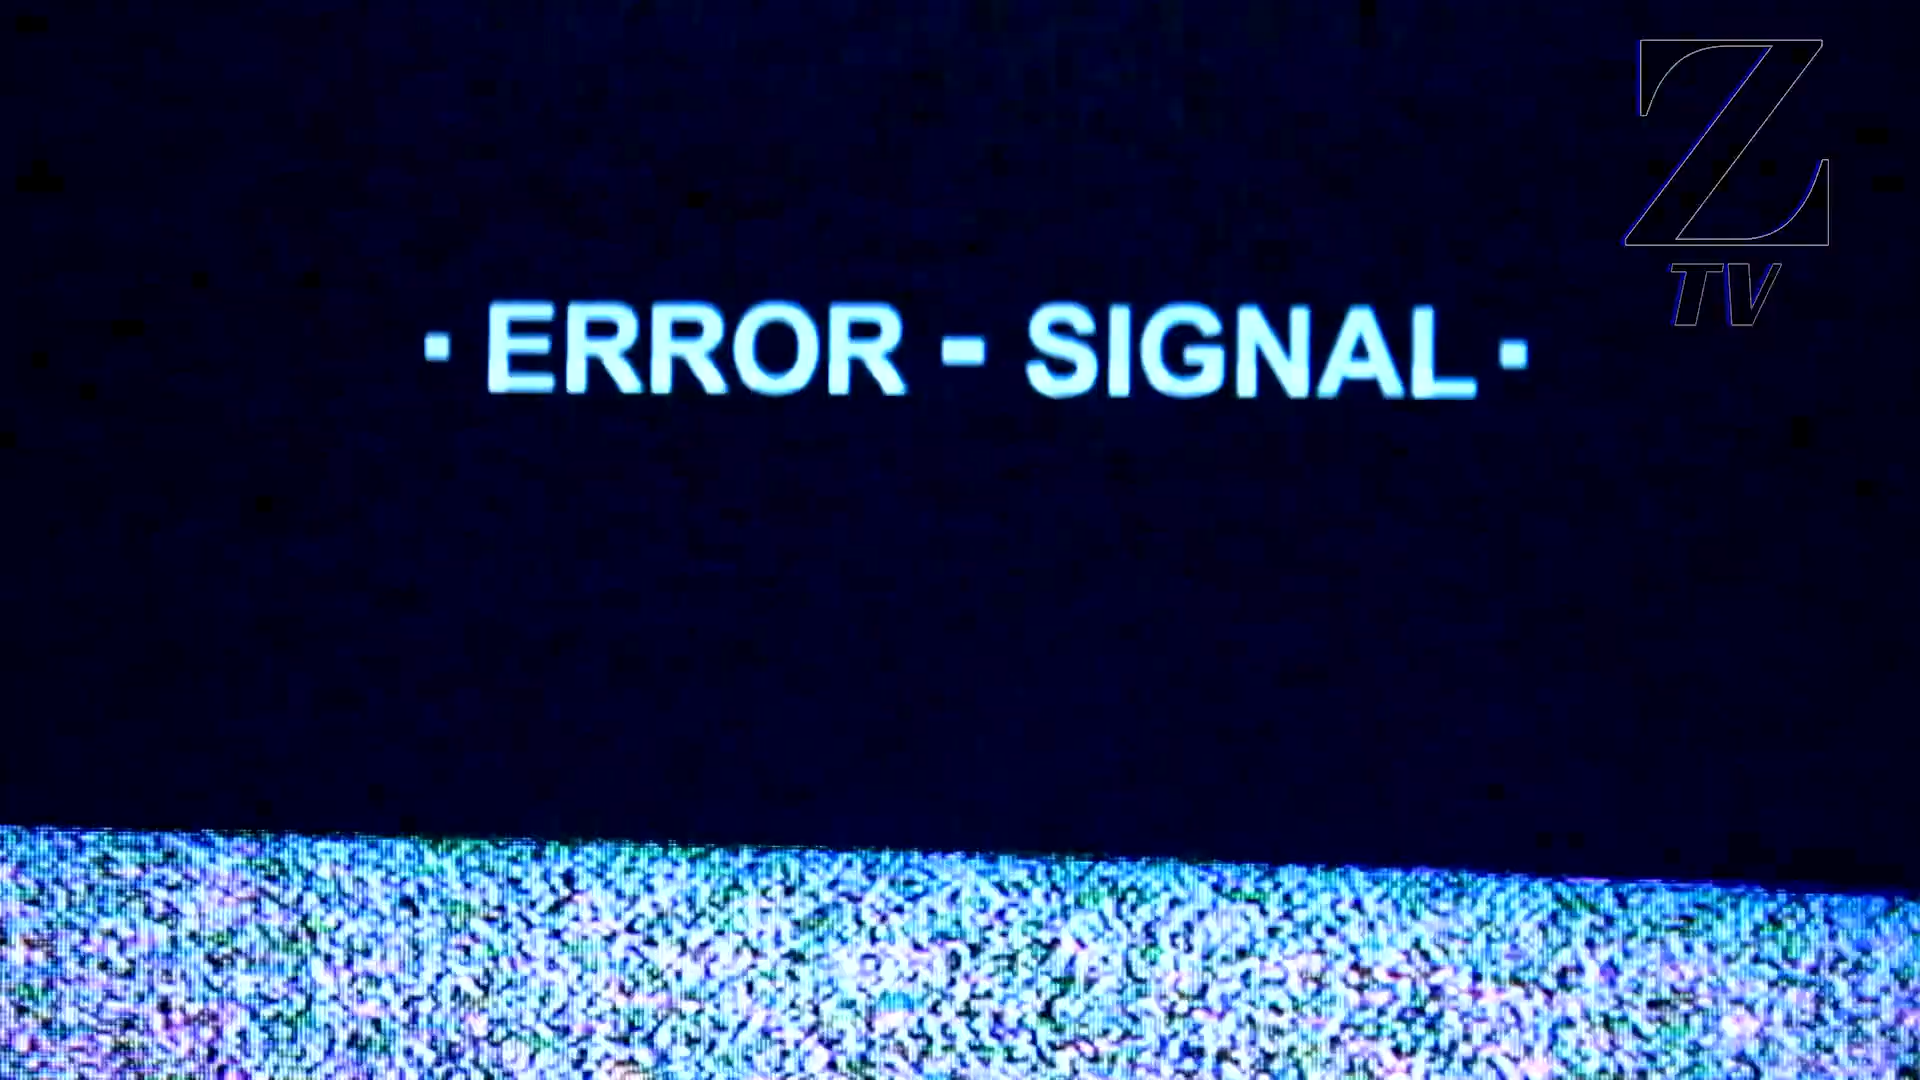 Z
TV
· ERROR - SIGNAL ·